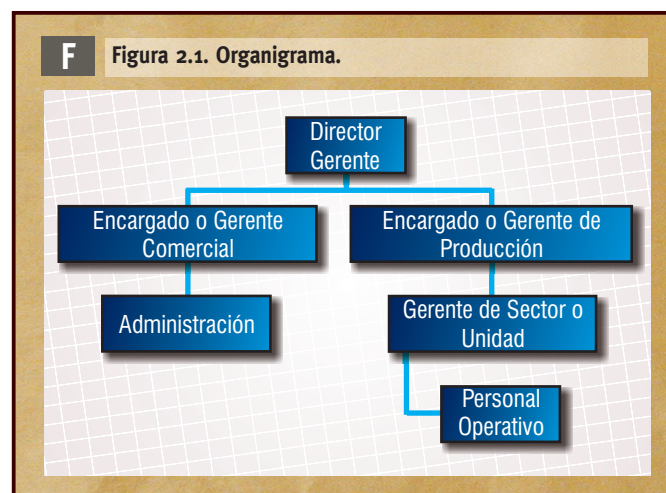 F
Figura 2.1. Organigrama.
Director
Gerente
Encargado o Gerente
Comercial
Encargado o Gerente de
Producción
Administración
Gerente de Sector o
Unidad
Personal
Operativo